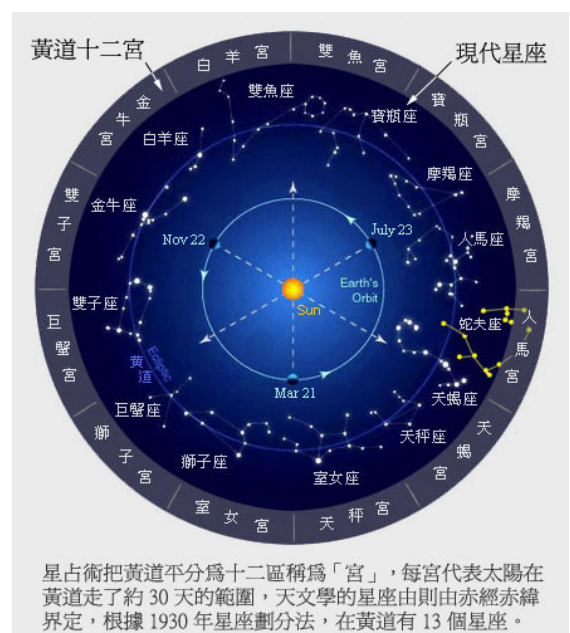 黃道十二宮
現代星座
白羊宮
雙魚宮
寶瓶宮
摩羯宮
人馬宮
天蝎宮
天秤宮
室女宮
獅子宮
巨蟹宮
雙子宮
金牛宮
雙魚座
寶瓶座
白羊座
摩羯座
金牛座
人馬座
Nov 22
July 23
Earth's
Orbit
Sun
雙子座
蛇夫座
黃道
Ecliptic
Mar 21
巨蟹座
天蝎座
天秤座
獅子座
室女座
星占術把黃道平分爲十二區稱爲「宮」，每宮代表太陽在
黃道走了約 30 天的範圍，天文學的星座由則由赤經赤緯
界定，根據 1930 年星座劃分法，在黃道有 13 個星座。